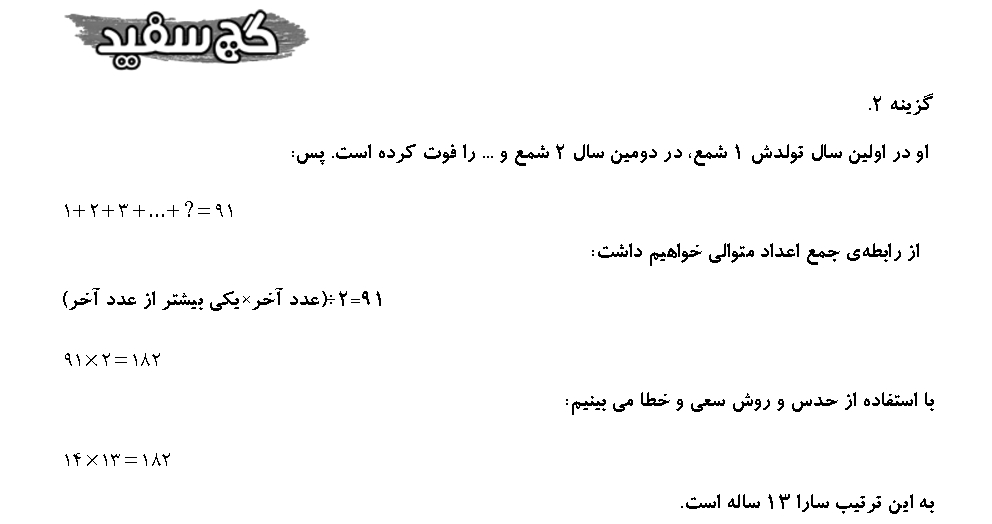 گچ سفید
گزینه ۲.
او در اولین سال تولدش ۱ شمع، در دومین سال ۲ شمع و ... را فوت کرده است. پس:
۱+۲+۳+...+?=۹۱
از رابطه‌ی جمع اعداد متوالی خواهیم داشت:
(عدد آخر×یکی بیشتر از عدد آخر)÷۲=۹۱
۹۱×۲=۱۸۲
با استفاده از حدس و روش سعی و خطا می بینیم:
۱۴×۱۳=۱۸۲
به این ترتیب سارا ۱۳ ساله است.